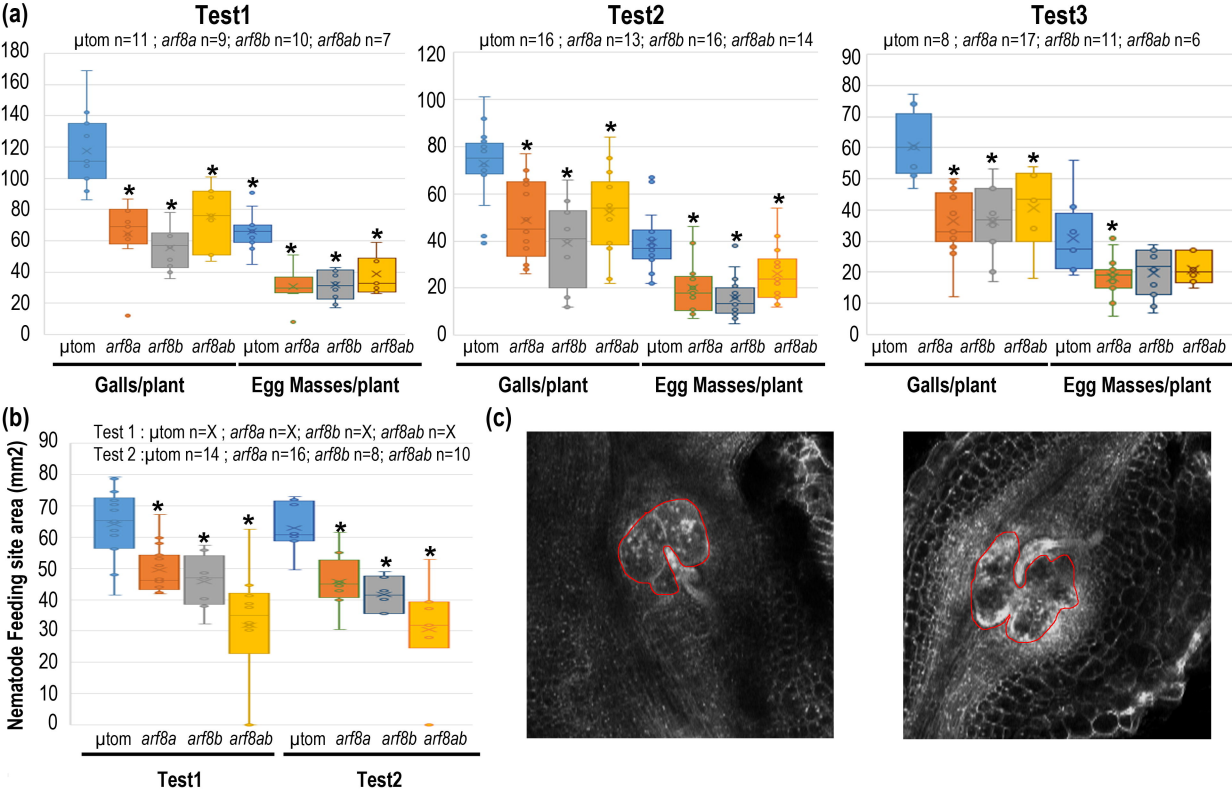 (a)
Test1
Test2
Test3
µtom n=11 ; arf8a n=9; arf8b n=10; arf8ab n=7
µtom n=16 ; arf8a n=13; arf8b n=16; arf8ab n=14
µtom n=8 ; arf8a n=17; arf8b n=11; arf8ab n=6
180
160
140
120
100
80
60
40
20
0
* * * * * * *
µtom arf8a arf8b arf8ab µtom arf8a arf8b arf8ab
Galls/plant Egg Masses/plant
120
100
80
60
40
20
0
* * * * * *
µtom arf8a arf8b arf8ab µtom arf8a arf8b arf8ab
Galls/plant Egg Masses/plant
90
80
70
60
50
40
30
20
10
0
* * * *
µtom arf8a arf8b arf8ab µtom arf8a arf8b arf8ab
Galls/plant Egg Masses/plant
(b)
Test 1 : µtom n=X ; arf8a n=X; arf8b n=X; arf8ab n=X
Test 2 :µtom n=14 ; arf8a n=16; arf8b n=8; arf8ab n=10
Nematode Feeding site area (mm2)
90
80
70
60
50
40
30
20
10
0
* * * * * *
µtom arf8a arf8b arf8ab µtom arf8a arf8b arf8ab
Test1 Test2
(c)